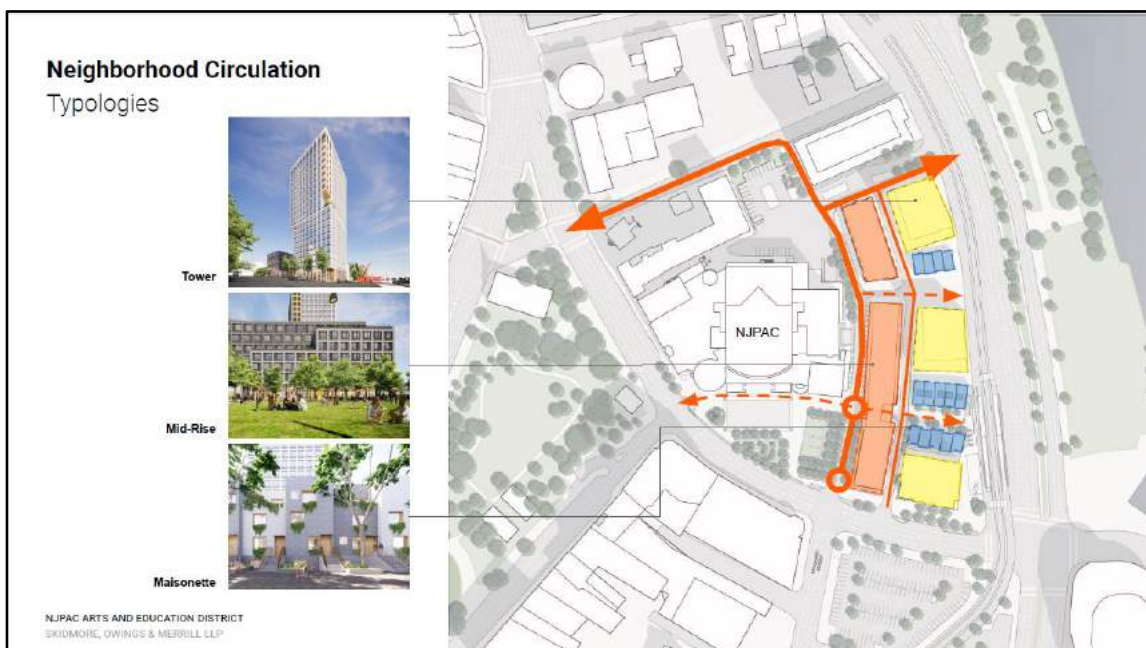 Neighborhood Circulation
Typologies
Tower
Mid-Rise
Maisonette
NJPAC ARTS AND EDUCATION DISTRICT
SKIDMORE, OWINGS & MERRILL LLP
NJPAC